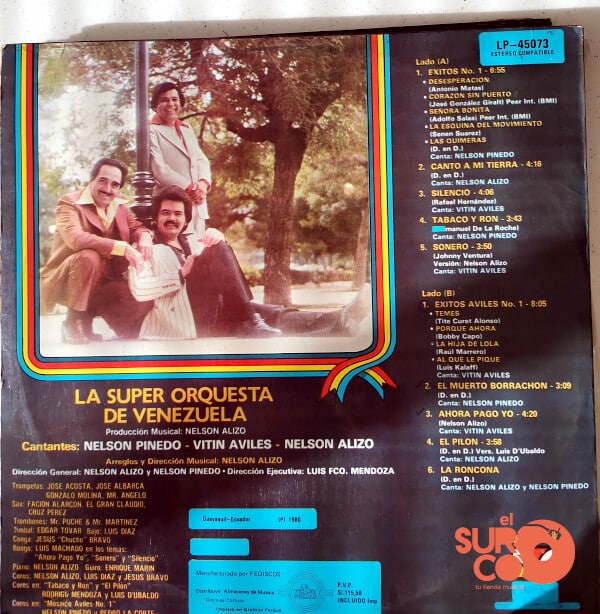 LP-45073
ESTEREO COMPATIBLE
Lado (A)
1. EXITOS No. 1 - 6:55
• DESESPERACION
(Antonio Matas)
• CORAZON SIN PUERTO
(José González Giralt) Peer Int. (BMI)
• SEÑORA BONITA
(Adolfo Salas) Peer Int. (BMI)
• LA ESQUINA DEL MOVIMIENTO
(Senen Suarez)
• LAS QUIMERAS
(D. en D.)
Canta: NELSON PINEDO
2. CANTO A MI TIERRA - 4:16
(D. en D.)
Canta: NELSON ALIZO
3. SILENCIO - 4:06
(Rafael Hernández)
Canta: VITIN AVILES
4. TABACO Y RON - 3:43
manuel De La Roche)
Canta: NELSON PINEDO
5. SONERO - 3:50
(Johnny Ventura)
Versión: Nelson Alizo
Canta: VITIN AVILES
Lado (B)
1. EXITOS AVILES No. 1 - 8:05
• TEMES
(Tite Curet Alonso)
• PORQUE AHORA
(Bobby Capo)
• LA HIJA DE LOLA
(Raúl Marrero)
• AL QUE LE PIQUE
(Luis Kalaff)
Canta: VITIN AVILES
2. EL MUERTO BORRACHON - 3:09
(D. en D.)
Canta: NELSON PINEDO
3. AHORA PAGO YO - 4:20
(Nelson Alizo)
Canta: VITIN AVILES
4. EL PILON - 3:58
(D. en D.) Vers. Luis D'Ubaldo
Canta: NELSON ALIZO
6. LA RONCONA
(D. en D.)
Canta: NELSON ALIZO y NELSON PINEDO
LA SUPER ORQUESTA
DE VENEZUELA
Producción Musical: NELSON ALIZO
Cantantes: NELSON PINEDO - VITIN AVILES - NELSON ALIZO
Arreglos y Dirección Musical: NELSON ALIZO
Dirección General: NELSON ALIZO y NELSON PINEDO • Dirección Ejecutiva: LUIS FCO. MENDOZA
Trompetas: JOSE ACOSTA, JOSE ALBARCA
GONZALO MOLINA, MR. ANGELO
Sax: FACION ALARCON, EL GRAN CLAUDIO,
CRUZ PEREZ
Trombones: Mr. PUCHE & Mr. MARTINEZ
Timbal: EDGAR TOVAR Bajo: LUIS DIAZ
Conga: JESUS "Chucho" BRAVO
Bongo: LUIS MACHADO en los temas:
"Ahora Pago Yo", "Sonero" y "Silencio"
Piano: NELSON ALIZO Guiro: ENRIQUE MARIN
Coros: NELSON ALIZO, LUIS DIAZ y JESUS BRAVO
Coros en: "Tabaco y Ron" y "El Pilon"
RODRIGO MENDOZA y LUIS D'UBALDO
Coros en: "Mosaico Aviles No. 1"
NELSON PINEDO y PEDRO LA CORTE
Guayaquil-Ecuador (P) -1980
Manufacturado por FEDISCOS
Distribuye: Almacenes de Música
P.V.P.
S/.115,50
INCLUIDO Imp
el
SURCO
tu tienda musical